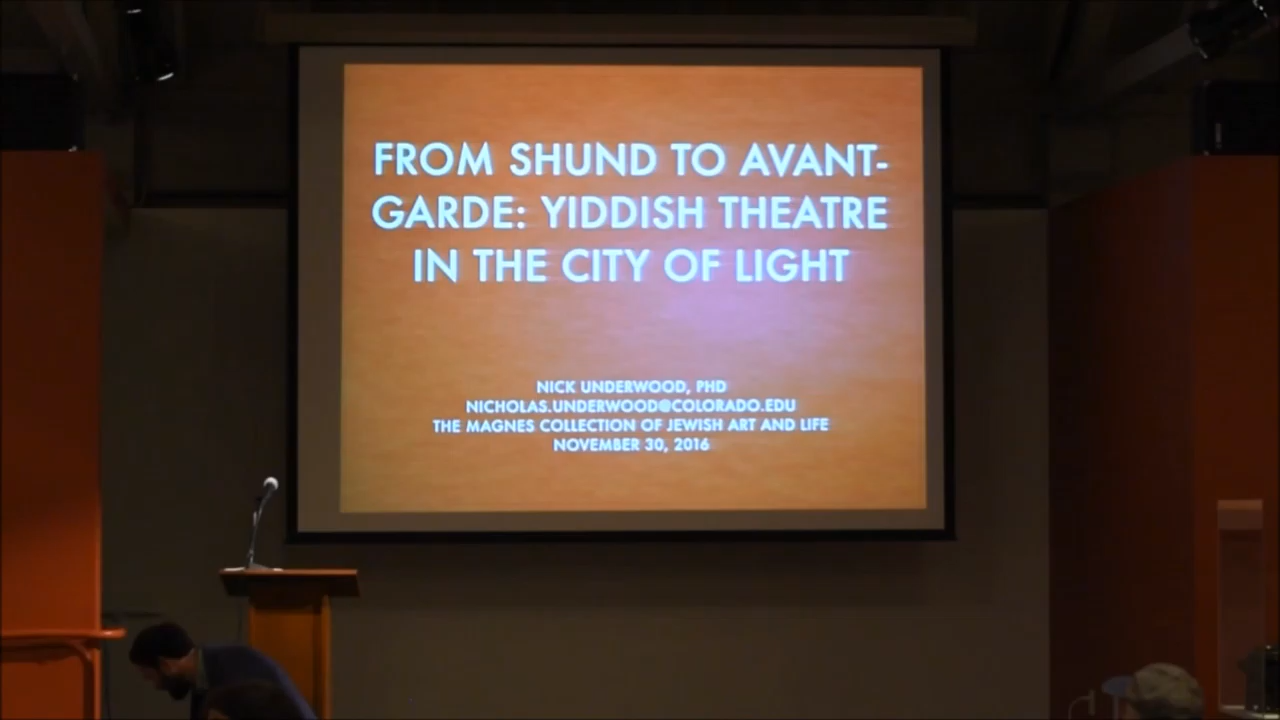 FROM SHUND TO AVANT-
GARDE: YIDDISH THEATRE
IN THE CITY OF LIGHT
NICK UNDERWOOD, PHD
NICHOLAS.UNDERWOOD@COLORADO.EDU
THE MAGNES COLLECTION OF JEWISH ART AND LIFE
NOVEMBER 30, 2016